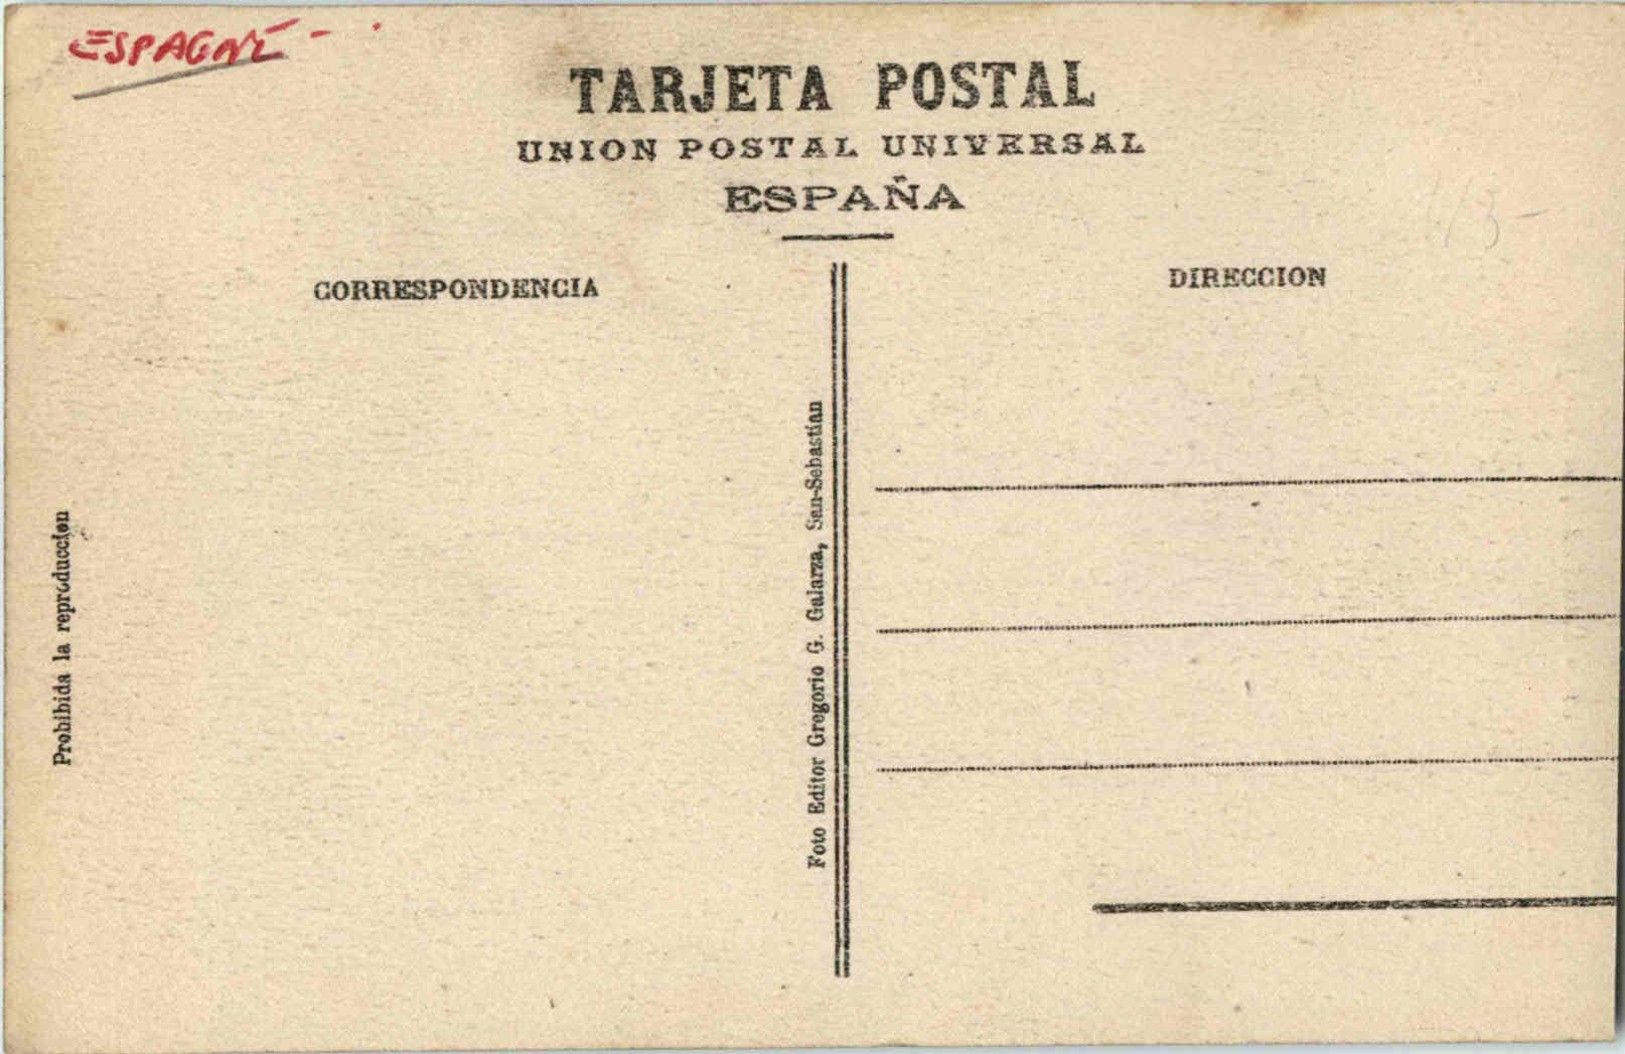 ESPAGNE -
TARJETA POSTAL
UNION POSTAL UNIVERSAL
ESPAÑA
CORRESPONDENCIA
DIRECCION
Prohibida la reproduccion
Foto Editor Gregorio G. Galarza, San-Sebastian